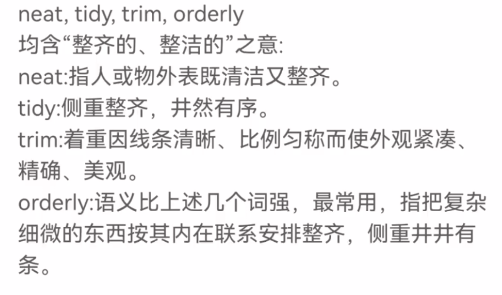 neat, tidy, trim, orderly
均含“整齐的、整洁的”之意:
neat:指人或物外表既清洁又整齐。
tidy:侧重整齐，井然有序。
trim:着重因线条清晰、比例匀称而使外观紧凑、
精确、美观。
orderly:语义比上述几个词强，最常用，指把复杂
细微的东西按其内在联系安排整齐，侧重井井有
条。